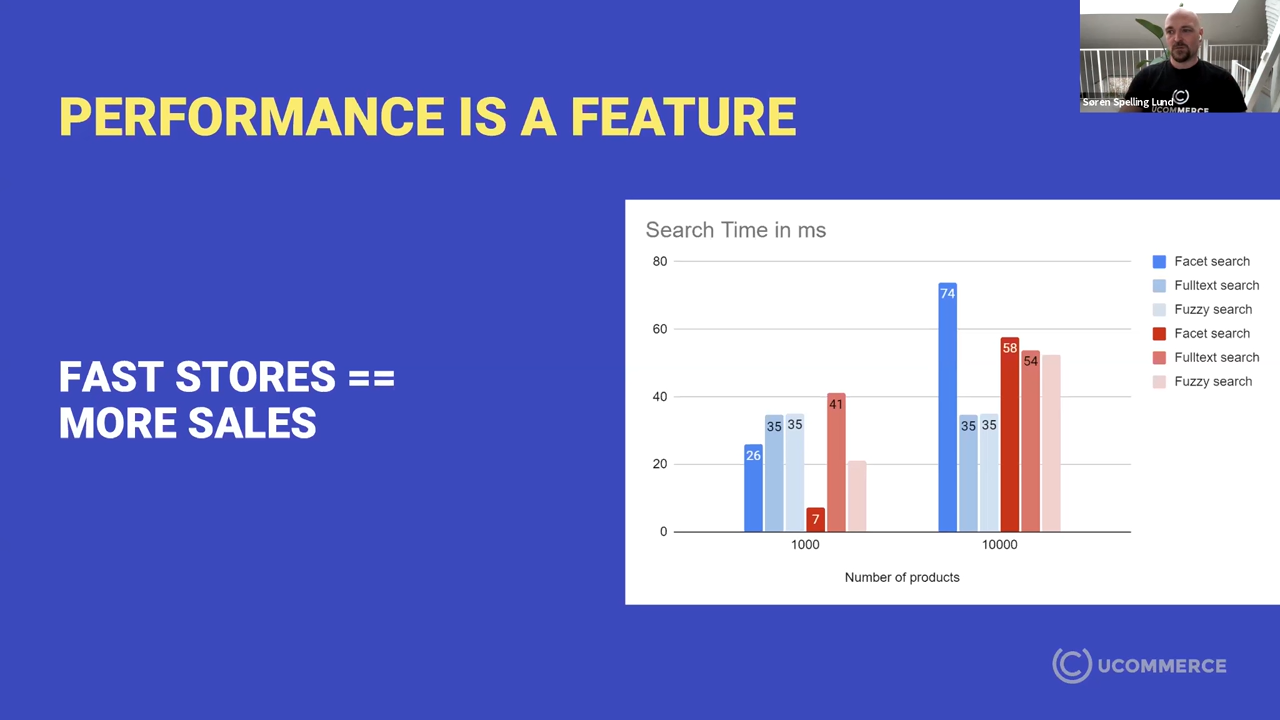 PERFORMANCE IS A FEATURE
Søren Spelling Lund
UCOMMERCE
FAST STORES ==
MORE SALES
Search Time in ms
80
60
40
20
0
26
35
35
7
41
74
35
35
58
54
1000
10000
Number of products
Facet search
Fulltext search
Fuzzy search
Facet search
Fulltext search
Fuzzy search
UCOMMERCE